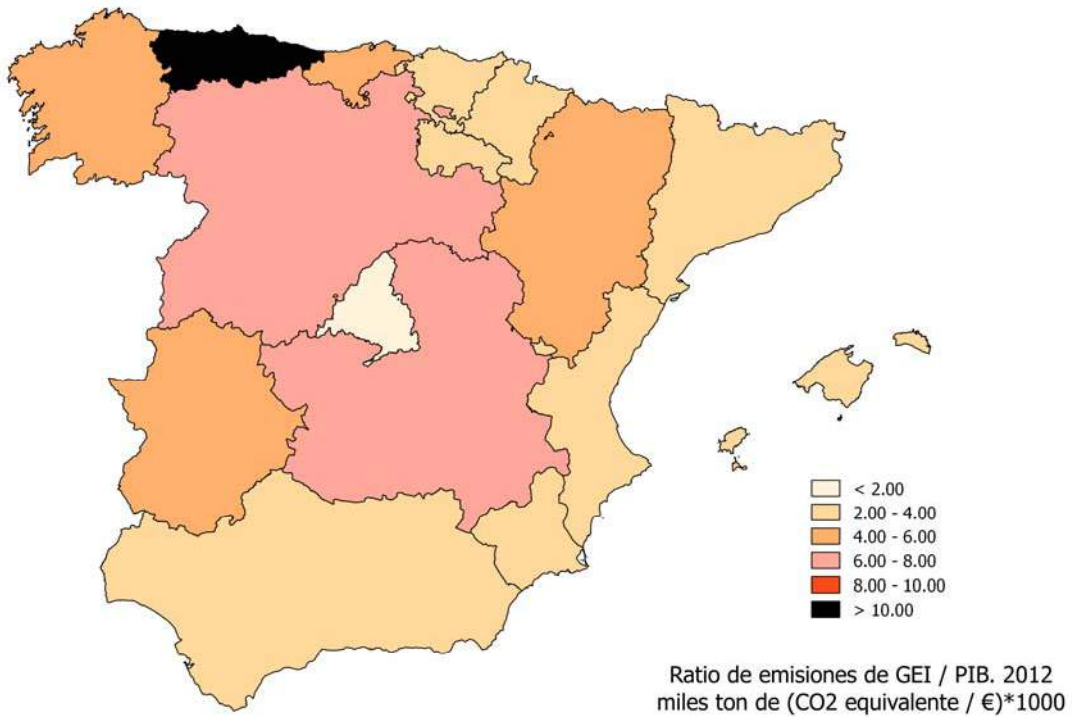 < 2.00
2.00 - 4.00
4.00 - 6.00
6.00 - 8.00
8.00 - 10.00
> 10.00
Ratio de emisiones de GEI / PIB. 2012
miles ton de (CO2 equivalente / €)*1000